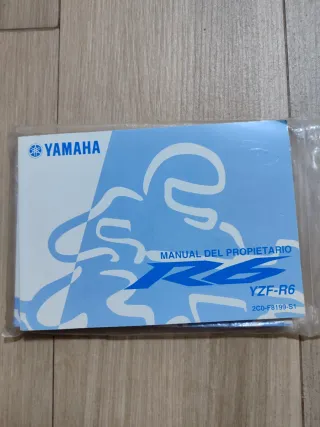 YAMAHA
MANUAL DEL PROPIETARIO
R6
YZF-R6
2C0-F8199-S1